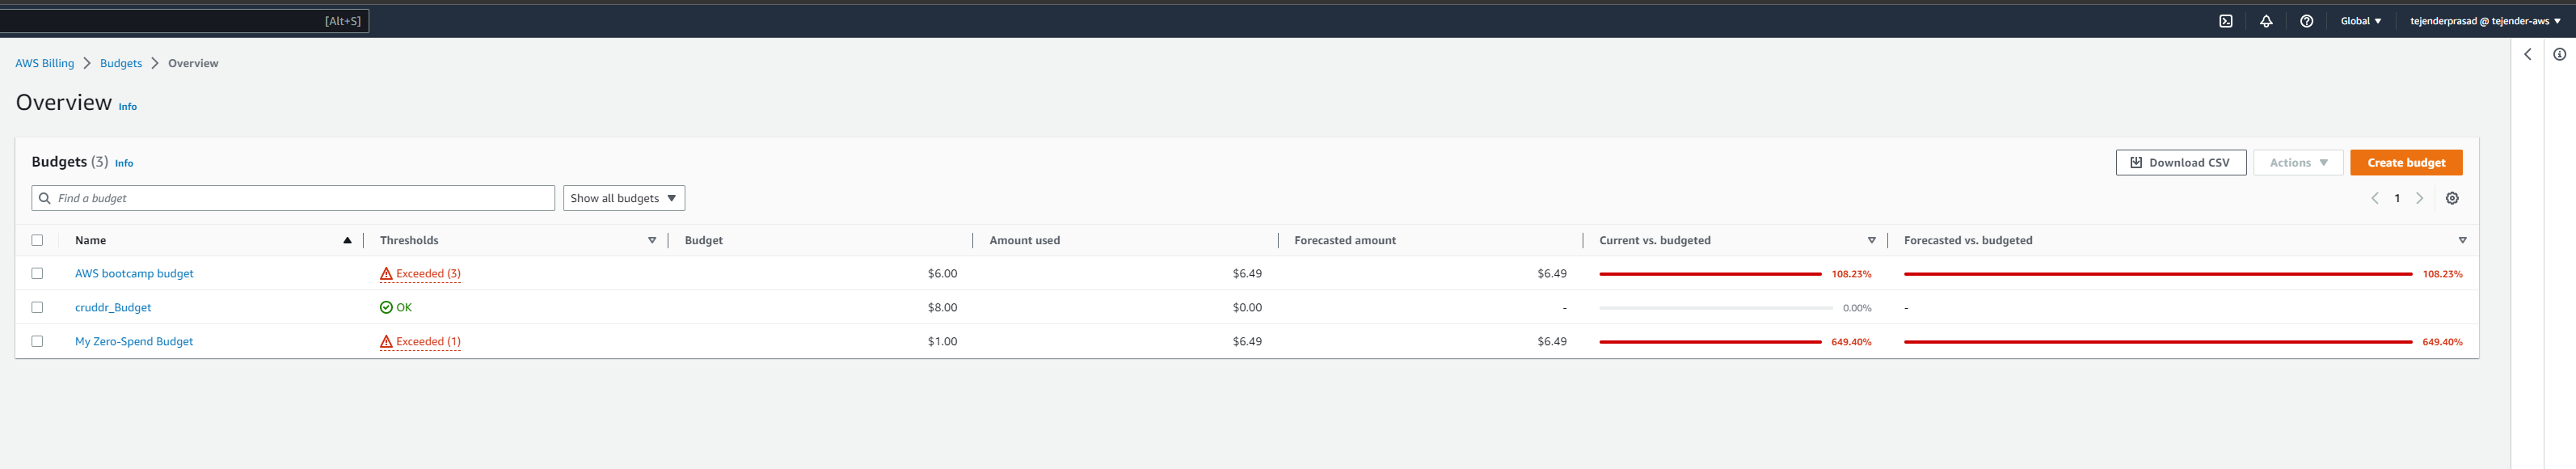 [Alt+S] Global tejenderprasad @ tejender-aws
AWS Billing Budgets Overview
Overview Info
Budgets (3) Info Download CSV Actions Create budget
Find a budget Show all budgets 1
Name Thresholds Budget Amount used Forecasted amount Current vs. budgeted Forecasted vs. budgeted
AWS bootcamp budget Exceeded (3) $6.00 $6.49 $6.49 108.23% 108.23%
cruddr_Budget OK $8.00 $0.00 - 0.00% -
My Zero-Spend Budget Exceeded (1) $1.00 $6.49 $6.49 649.40% 649.40%